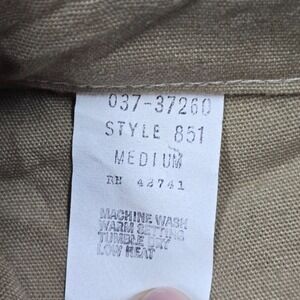 037-37260
STYLE 851
MEDIUM
RN 42741
MACHINE WASH
WARM SETTING
TUMBLE DRY
LOW HEAT